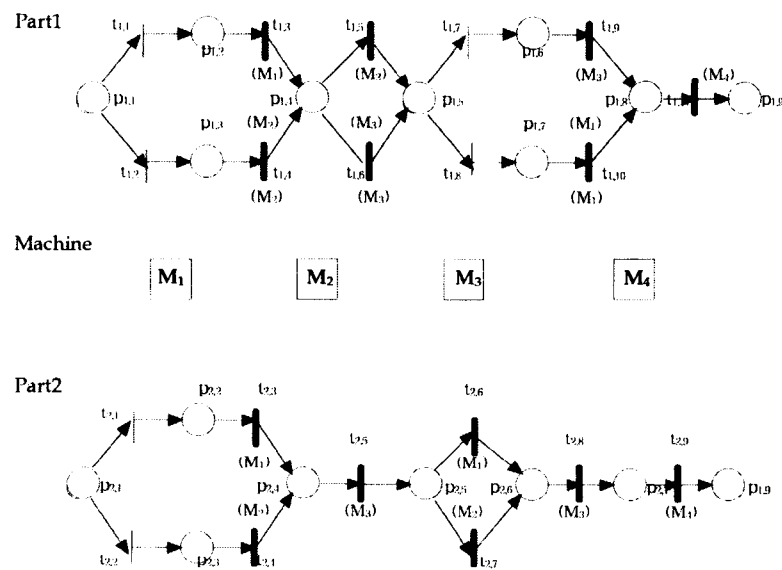 Part1
t1,1 t1,3 t1,5 t1,7 t1,9
p1,2 p1,6
(M1) (M2) (M3) (M4)
p1,1 p1,4 p1,5 p1,8 p1,9
p1,3 (M2) (M3) p1,7 (M1)
t1,2 t1,4 t1,6 t1,8 t1,10
(M2) (M3) (M1)
Machine
M1 M2 M3 M4
Part2
p2,2 t2,3 t2,6
t2,1 t2,5 t2,8 t2,9
(M1) (M1)
p2,1 p2,4 p2,5 p2,6 p1,9
(M2) (M3) (M2) (M3) (M4)
t2,2 p2,3 t2,4 t2,7